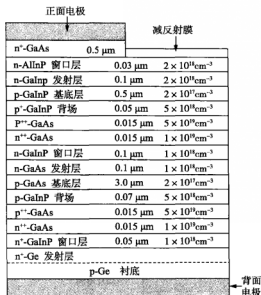 正面电极
减反射膜
n⁺-GaAs 0.5 μm
n-AlInP 窗口层 0.03 μm 2×10¹⁸cm⁻³
n-GaInp 发射层 0.1 μm 2×10¹⁸cm⁻³
p-GaInP 基底层 0.5 μm 2×10¹⁷cm⁻³
p⁺-GaInP 背场 0.05 μm 5×10¹⁸cm⁻³
P⁺⁺-GaAs 0.015 μm 5×10¹⁹cm⁻³
n⁺⁺-GaAs 0.015 μm 1×10¹⁹cm⁻³
n-GaInP 窗口层 0.1 μm 1×10¹⁸cm⁻³
n-GaAs 发射层 0.1 μm 1×10¹⁸cm⁻³
p-GaAs 基底层 3.0 μm 2×10¹⁷cm⁻³
p-GaInP 背场 0.07 μm 5×10¹⁸cm⁻³
p⁺⁺-GaAs 0.015 μm 5×10¹⁹cm⁻³
n⁺⁺-GaAs 0.015 μm 1×10¹⁹cm⁻³
n⁺-GaInP 窗口层 0.05 μm 1×10¹⁸cm⁻³
n⁺-Ge 发射层
p-Ge 衬底
背面
电极